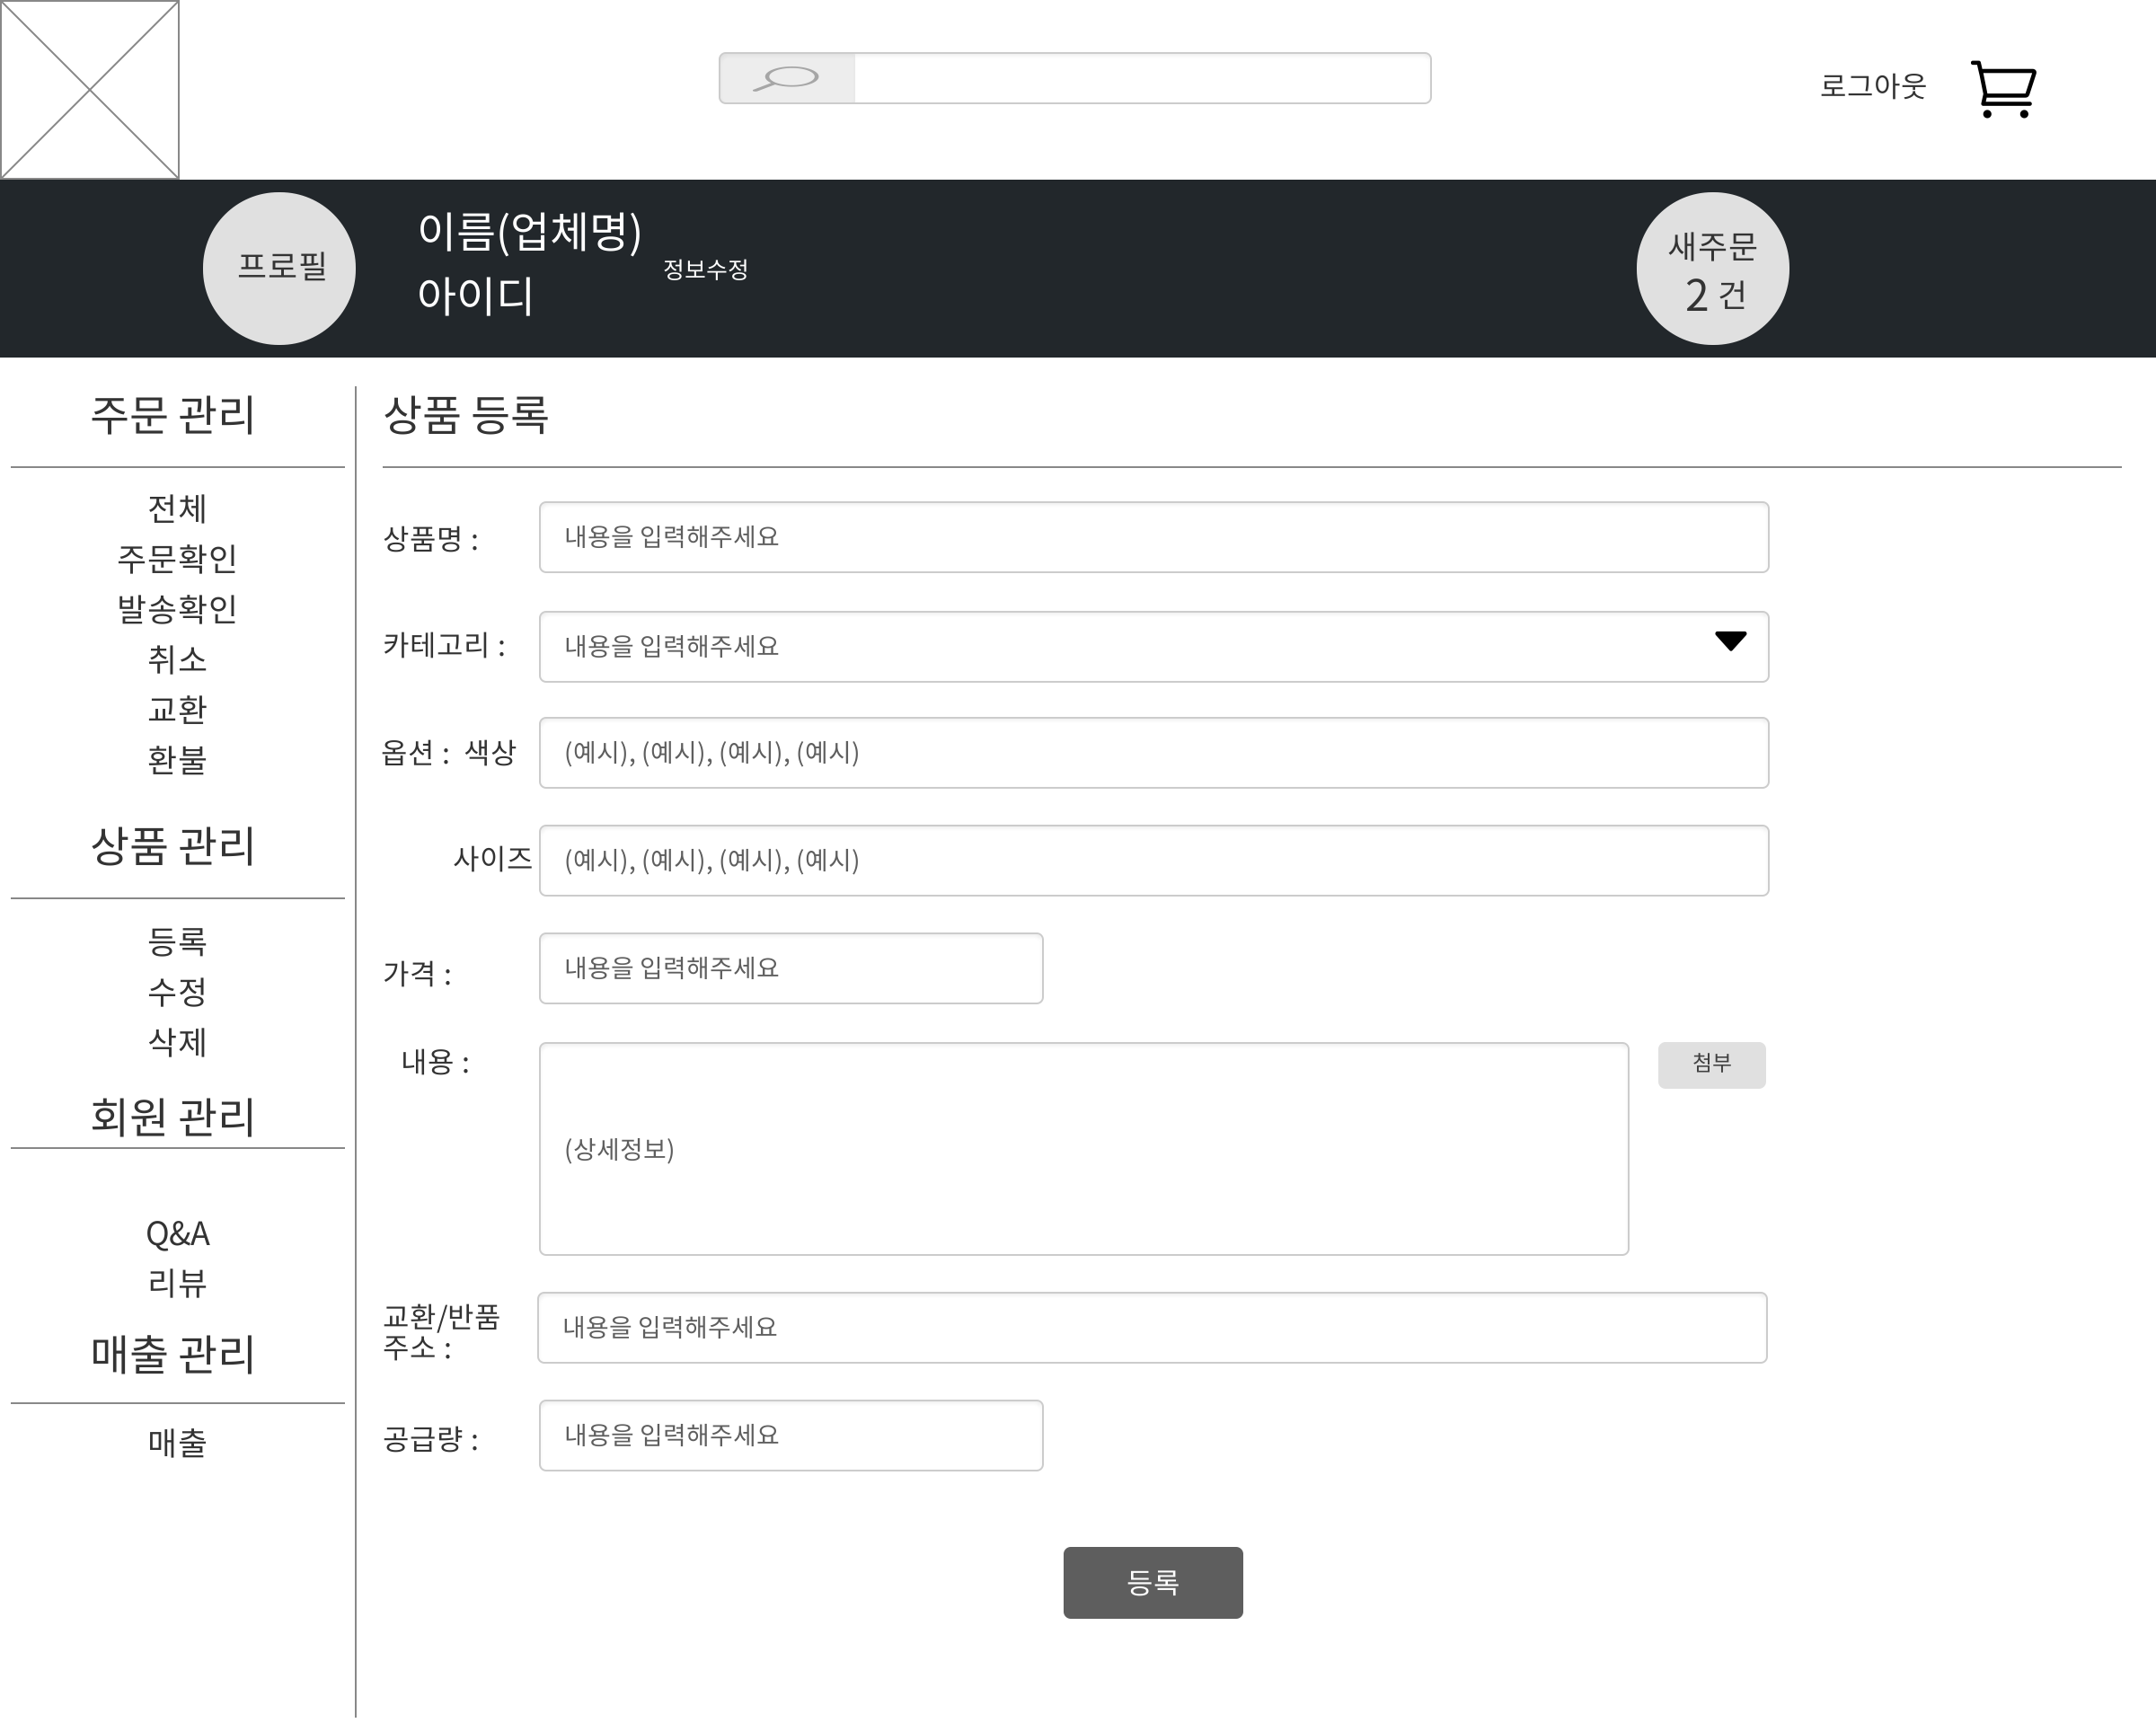 로그아웃
프로필
이름(업체명)
아이디
정보수정
새주문
2 건
주문 관리
전체
주문확인
발송확인
취소
교환
환불
상품 관리
등록
수정
삭제
회원 관리
Q&A
리뷰
매출 관리
매출
상품 등록
상품명 :
내용을 입력해주세요
카테고리 :
내용을 입력해주세요
옵션 : 색상
(예시), (예시), (예시), (예시)
사이즈
(예시), (예시), (예시), (예시)
가격 :
내용을 입력해주세요
내용 :
(상세정보)
첨부
교환/반품
주소 :
내용을 입력해주세요
공급량 :
내용을 입력해주세요
등록